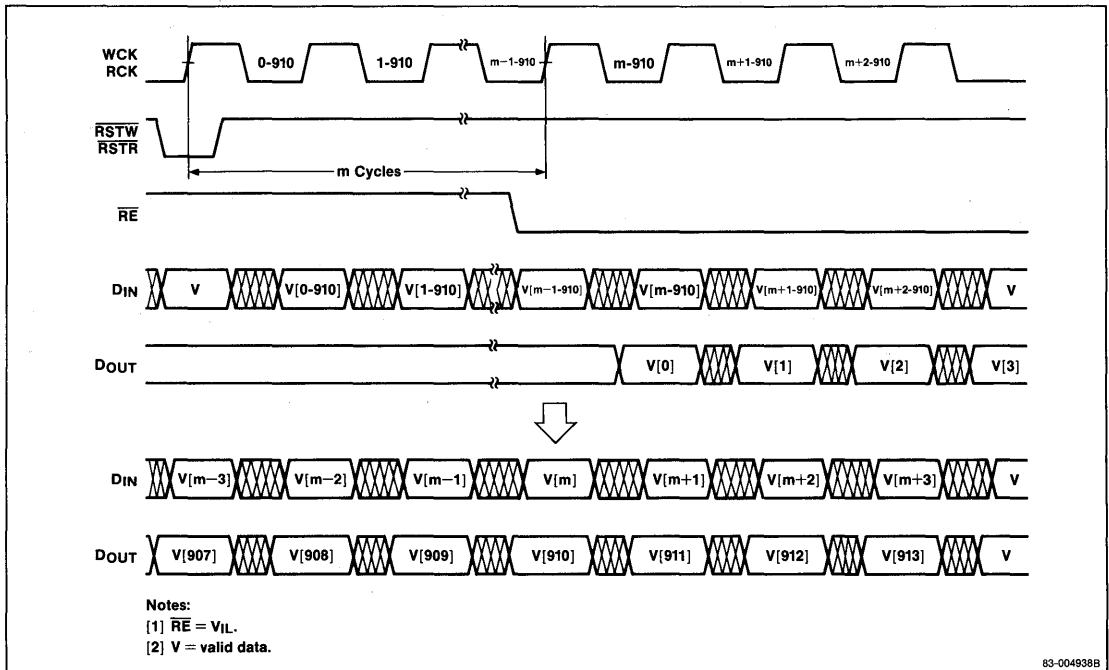 WCK
RCK
0-910
1-910
m−1-910
m-910
m+1-910
m+2-910
RSTW
RSTR
m Cycles
RE
DIN
V
V[0-910]
V[1-910]
V[m−1-910]
V[m-910]
V[m+1-910]
V[m+2-910]
V
DOUT
V[0]
V[1]
V[2]
V[3]
DIN
V[m−3]
V[m−2]
V[m−1]
V[m]
V[m+1]
V[m+2]
V[m+3]
V
DOUT
V[907]
V[908]
V[909]
V[910]
V[911]
V[912]
V[913]
V
Notes:
[1] RE = VIL.
[2] V = valid data.
83-004938B